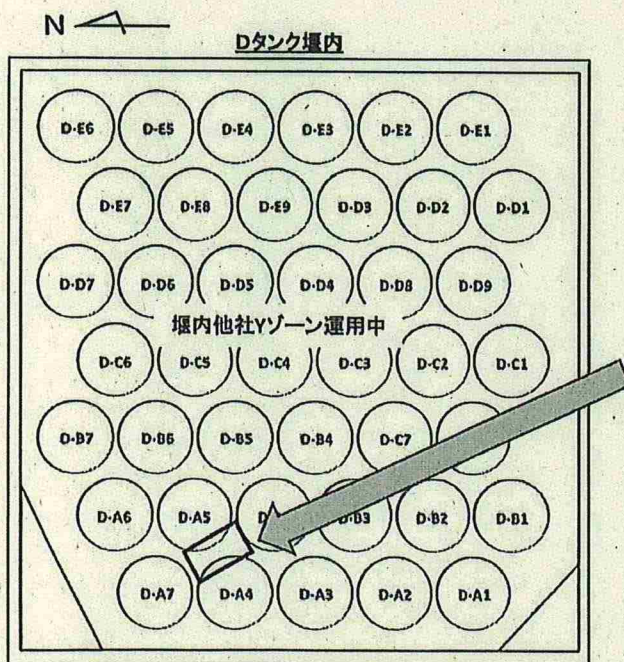 N
Dタンク堰内
D-E6 D-E5 D-E4 D-E3 D-E2 D-E1
D-E7 D-E8 D-E9 D-D3 D-D2 D-D1
D-D7 D-D6 D-D5 D-D4 D-D8 D-D9
堰内他社Yゾーン運用中
D-C6 D-C5 D-C4 D-C3 D-C2 D-C1
D-B7 D-B6 D-B5 D-B4 D-C7
D-A6 D-A5 D-B3 D-B2 D-B1
D-A7 D-A4 D-A3 D-A2 D-A1